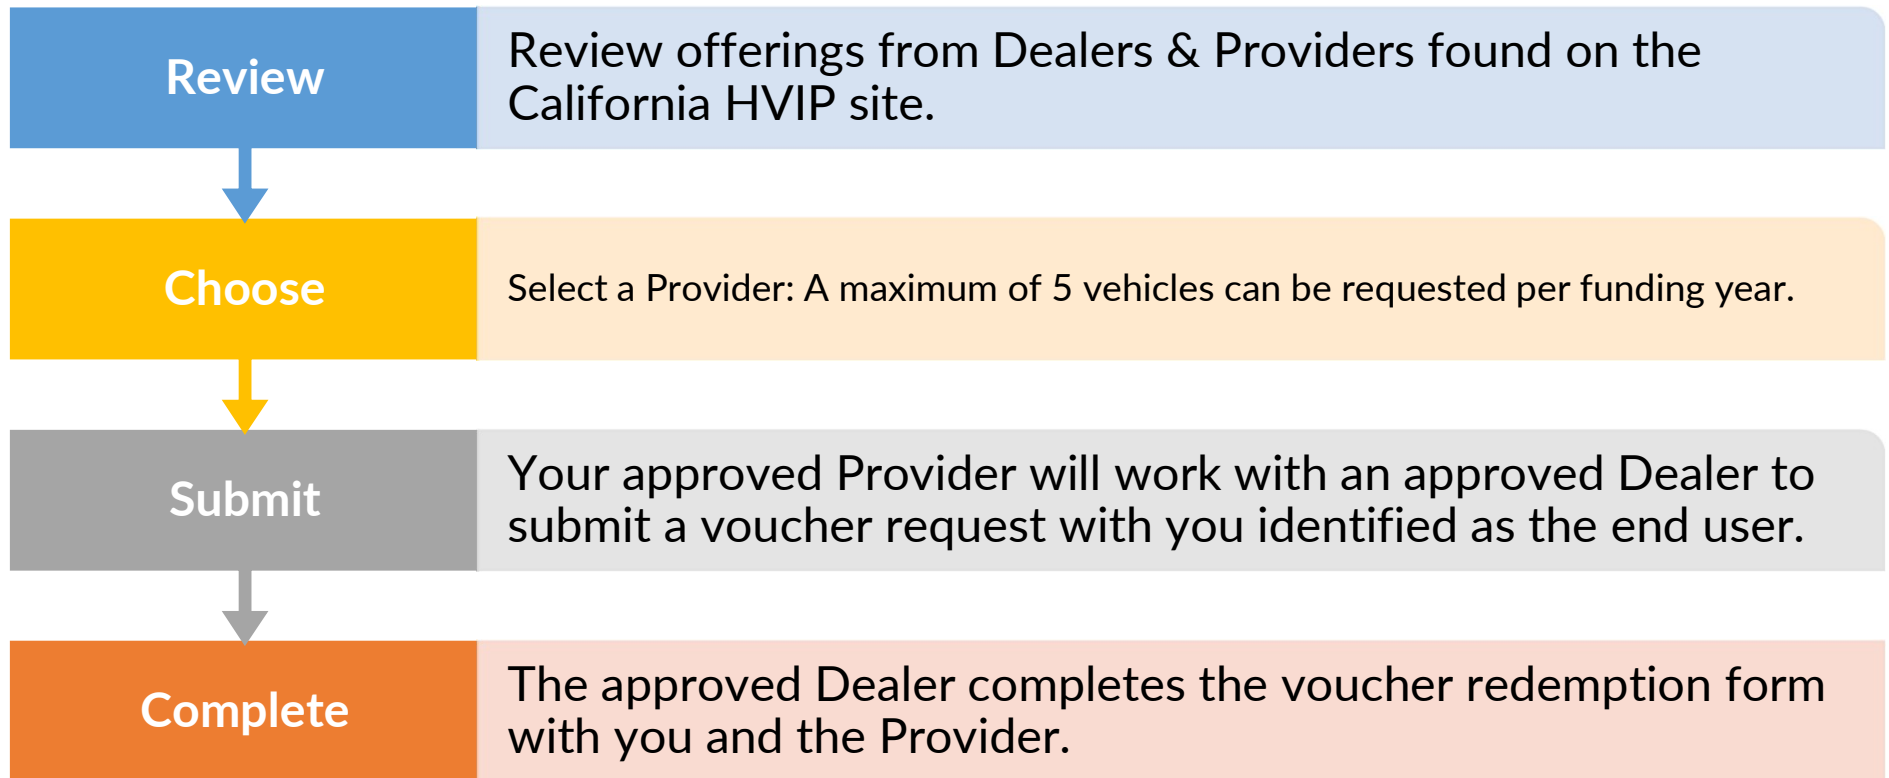 Review
Review offerings from Dealers & Providers found on the
California HVIP site.
Choose
Select a Provider: A maximum of 5 vehicles can be requested per funding year.
Submit
Your approved Provider will work with an approved Dealer to
submit a voucher request with you identified as the end user.
Complete
The approved Dealer completes the voucher redemption form
with you and the Provider.